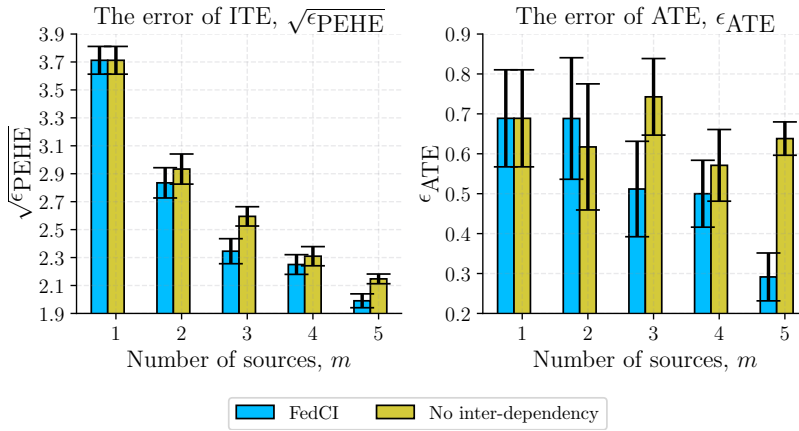 The error of ITE, √ϵPEHE
3.9
3.7
3.5
3.3
3.1
2.9
2.7
2.5
2.3
2.1
1.9
√ϵPEHE
1 2 3 4 5
Number of sources, m
The error of ATE, ϵATE
0.9
0.8
0.7
0.6
0.5
0.4
0.3
0.2
ϵATE
1 2 3 4 5
Number of sources, m
FedCI No inter-dependency